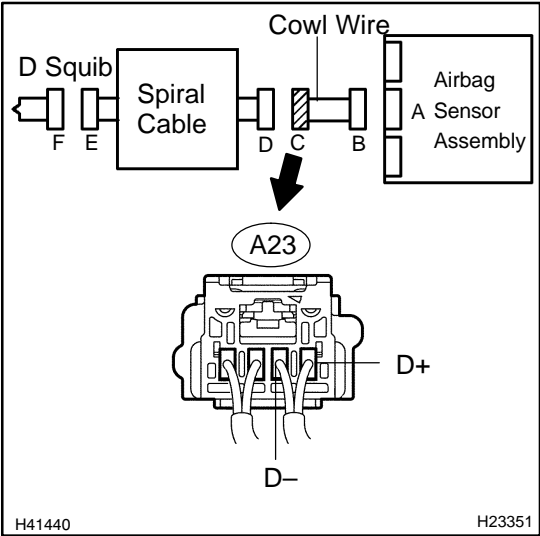 Cowl Wire
D Squib
Spiral
Cable
Airbag
A Sensor
Assembly
F E D C B
A23
D+
D–
H41440 H23351